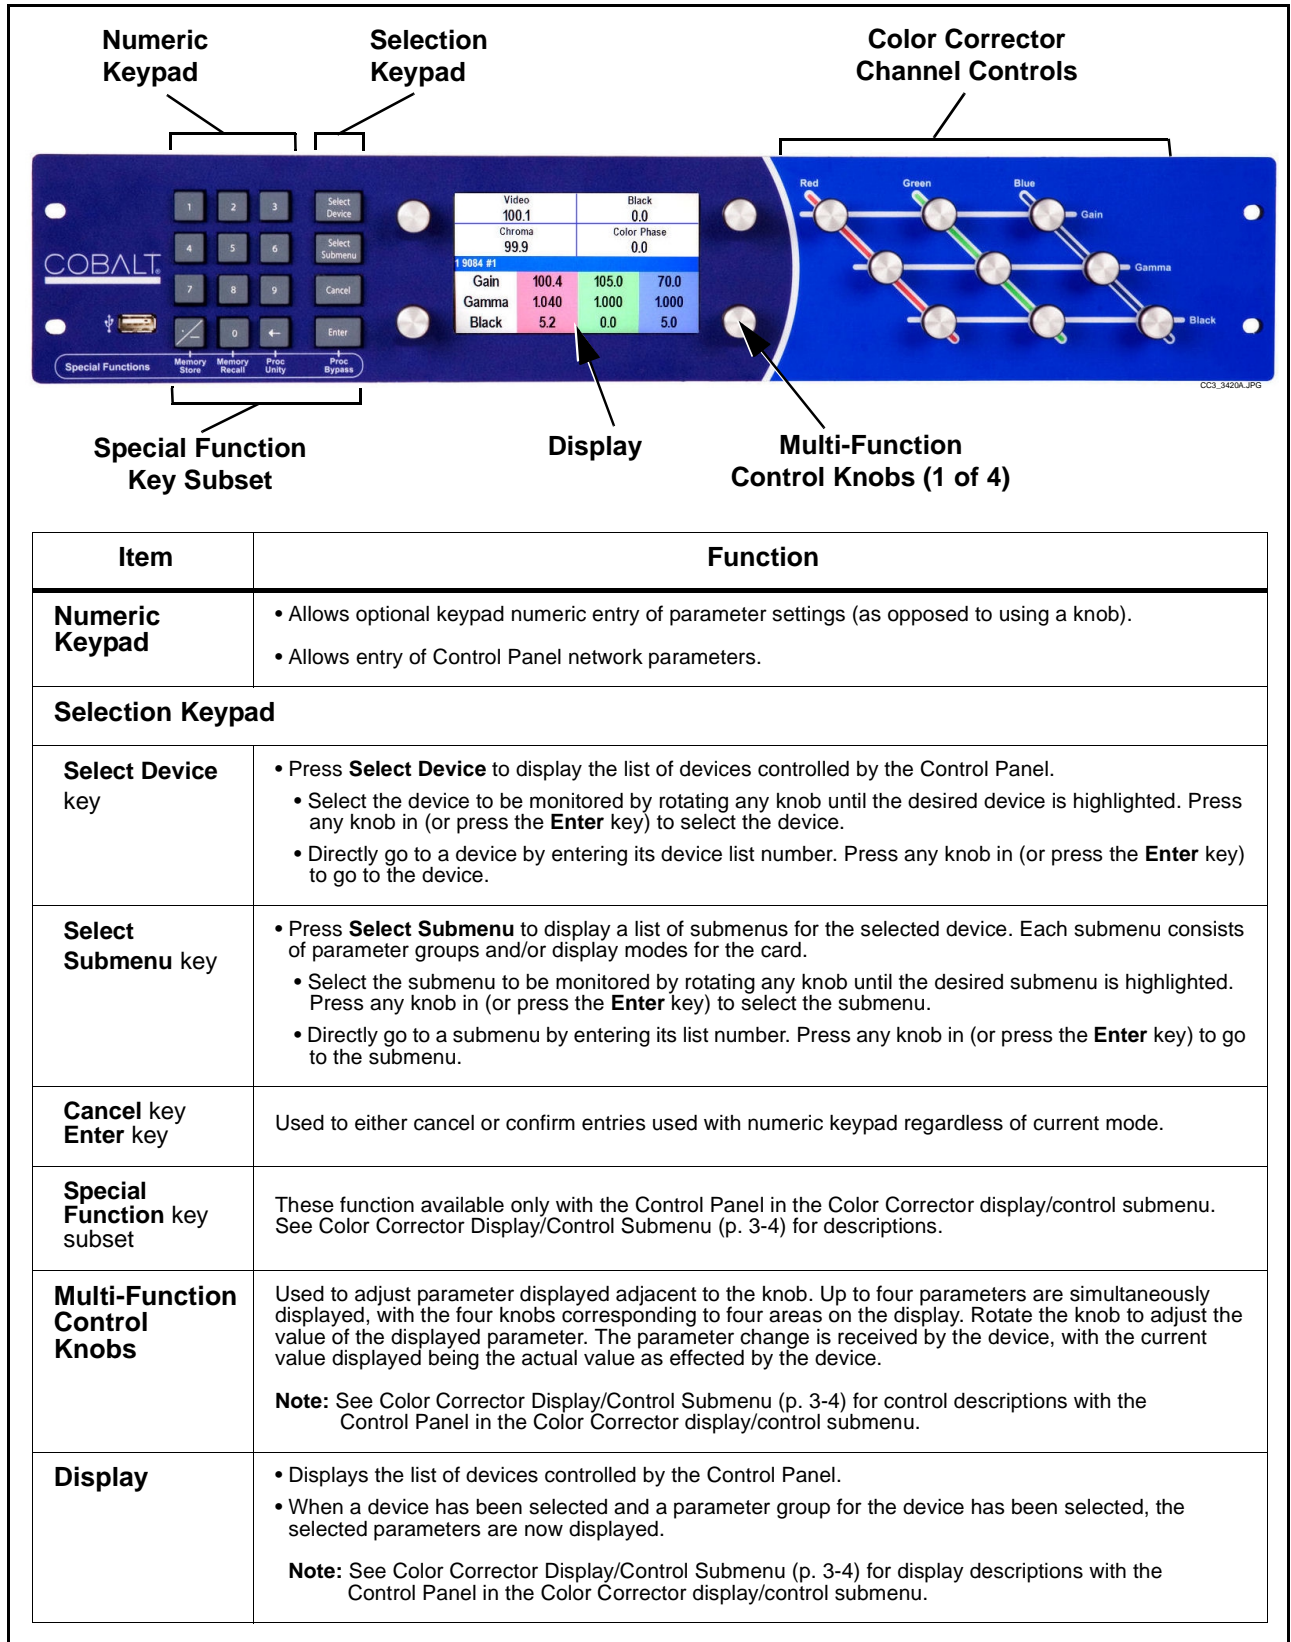 Numeric
Keypad
Selection
Keypad
Color Corrector
Channel Controls
COBALT
1 2 3
4 5 6
7 8 9
·/− 0 ←
Select
Device
Select
Submenu
Cancel
Enter
Special Functions
Memory
Store
Memory
Recall
Proc
Unity
Proc
Bypass
Video Black
100.1 0.0
Chroma Color Phase
99.9 0.0
1 9084 #1
Gain 100.4 105.0 70.0
Gamma 1.040 1.000 1.000
Black 5.2 0.0 5.0
Red Green Blue
Gain
Gamma
Black
CC3_3420A.JPG
Special Function
Key Subset
Display
Multi-Function
Control Knobs (1 of 4)
Item Function
Numeric
Keypad
• Allows optional keypad numeric entry of parameter settings (as opposed to using a knob).
• Allows entry of Control Panel network parameters.
Selection Keypad
Select Device
key
• Press Select Device to display the list of devices controlled by the Control Panel.
• Select the device to be monitored by rotating any knob until the desired device is highlighted. Press
any knob in (or press the Enter key) to select the device.
• Directly go to a device by entering its device list number. Press any knob in (or press the Enter key)
to go to the device.
Select
Submenu key
• Press Select Submenu to display a list of submenus for the selected device. Each submenu consists
of parameter groups and/or display modes for the card.
• Select the submenu to be monitored by rotating any knob until the desired submenu is highlighted.
Press any knob in (or press the Enter key) to select the submenu.
• Directly go to a submenu by entering its list number. Press any knob in (or press the Enter key) to go
to the submenu.
Cancel key
Enter key
Used to either cancel or confirm entries used with numeric keypad regardless of current mode.
Special
Function key
subset
These function available only with the Control Panel in the Color Corrector display/control submenu.
See Color Corrector Display/Control Submenu (p. 3-4) for descriptions.
Multi-Function
Control
Knobs
Used to adjust parameter displayed adjacent to the knob. Up to four parameters are simultaneously
displayed, with the four knobs corresponding to four areas on the display. Rotate the knob to adjust the
value of the displayed parameter. The parameter change is received by the device, with the current
value displayed being the actual value as effected by the device.
Note: See Color Corrector Display/Control Submenu (p. 3-4) for control descriptions with the
Control Panel in the Color Corrector display/control submenu.
Display
• Displays the list of devices controlled by the Control Panel.
• When a device has been selected and a parameter group for the device has been selected, the
selected parameters are now displayed.
Note: See Color Corrector Display/Control Submenu (p. 3-4) for display descriptions with the
Control Panel in the Color Corrector display/control submenu.